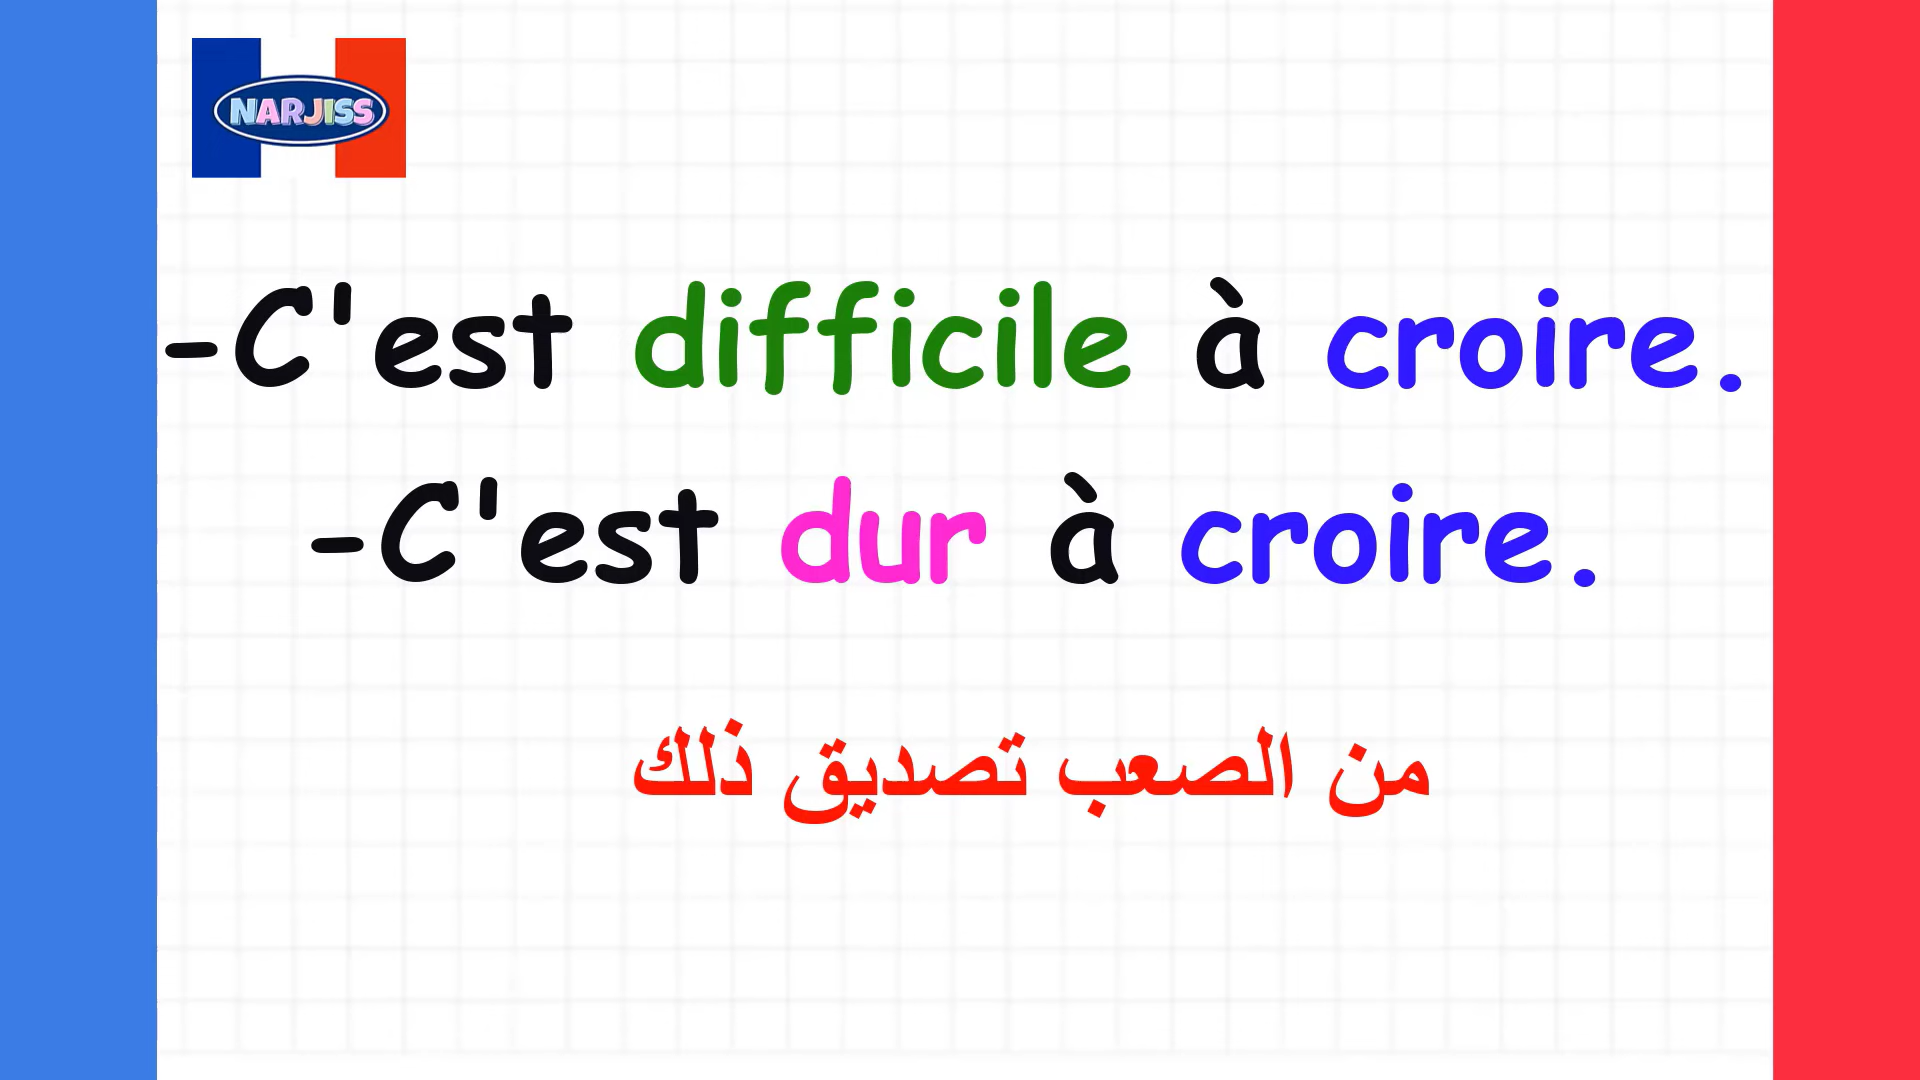 NARJISS
-C'est difficile à croire.
-C'est dur à croire.
من الصعب تصديق ذلك